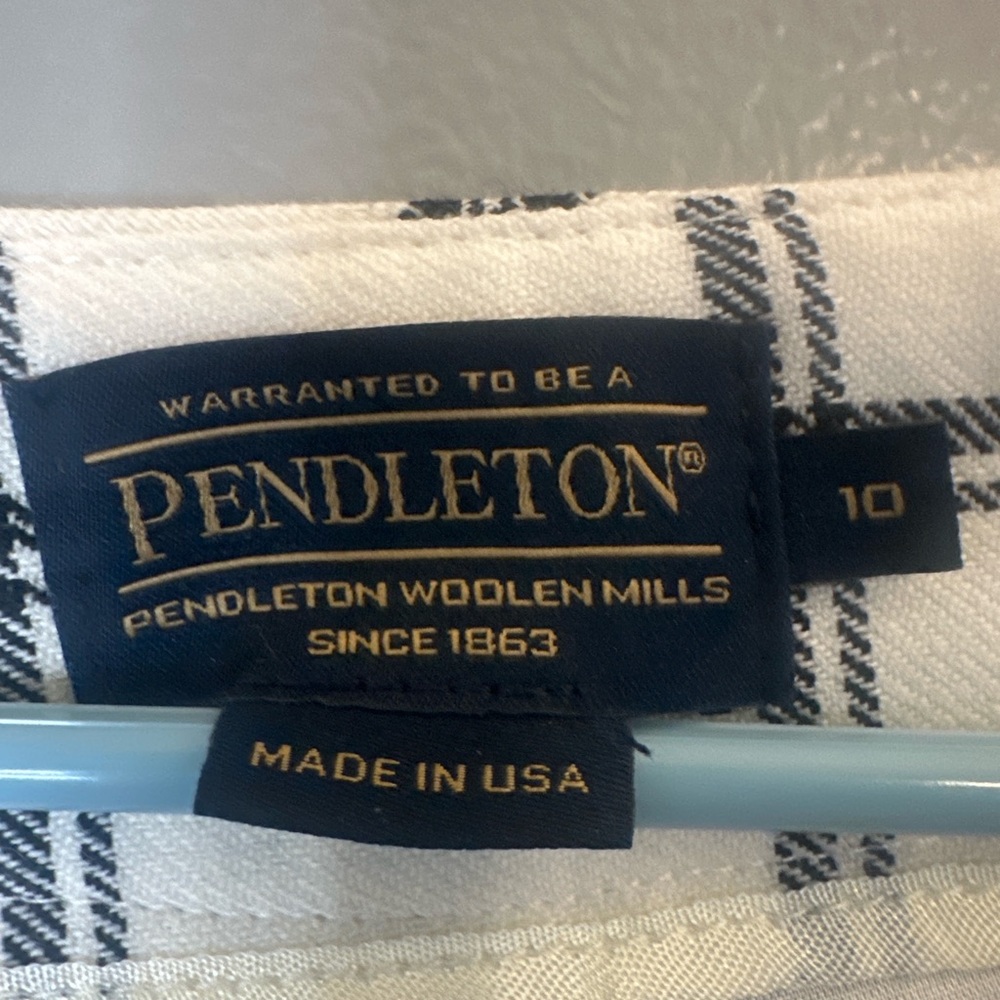 WARRANTED TO BE A
PENDLETON®
PENDLETON WOOLEN MILLS
SINCE 1863
10
MADE IN USA